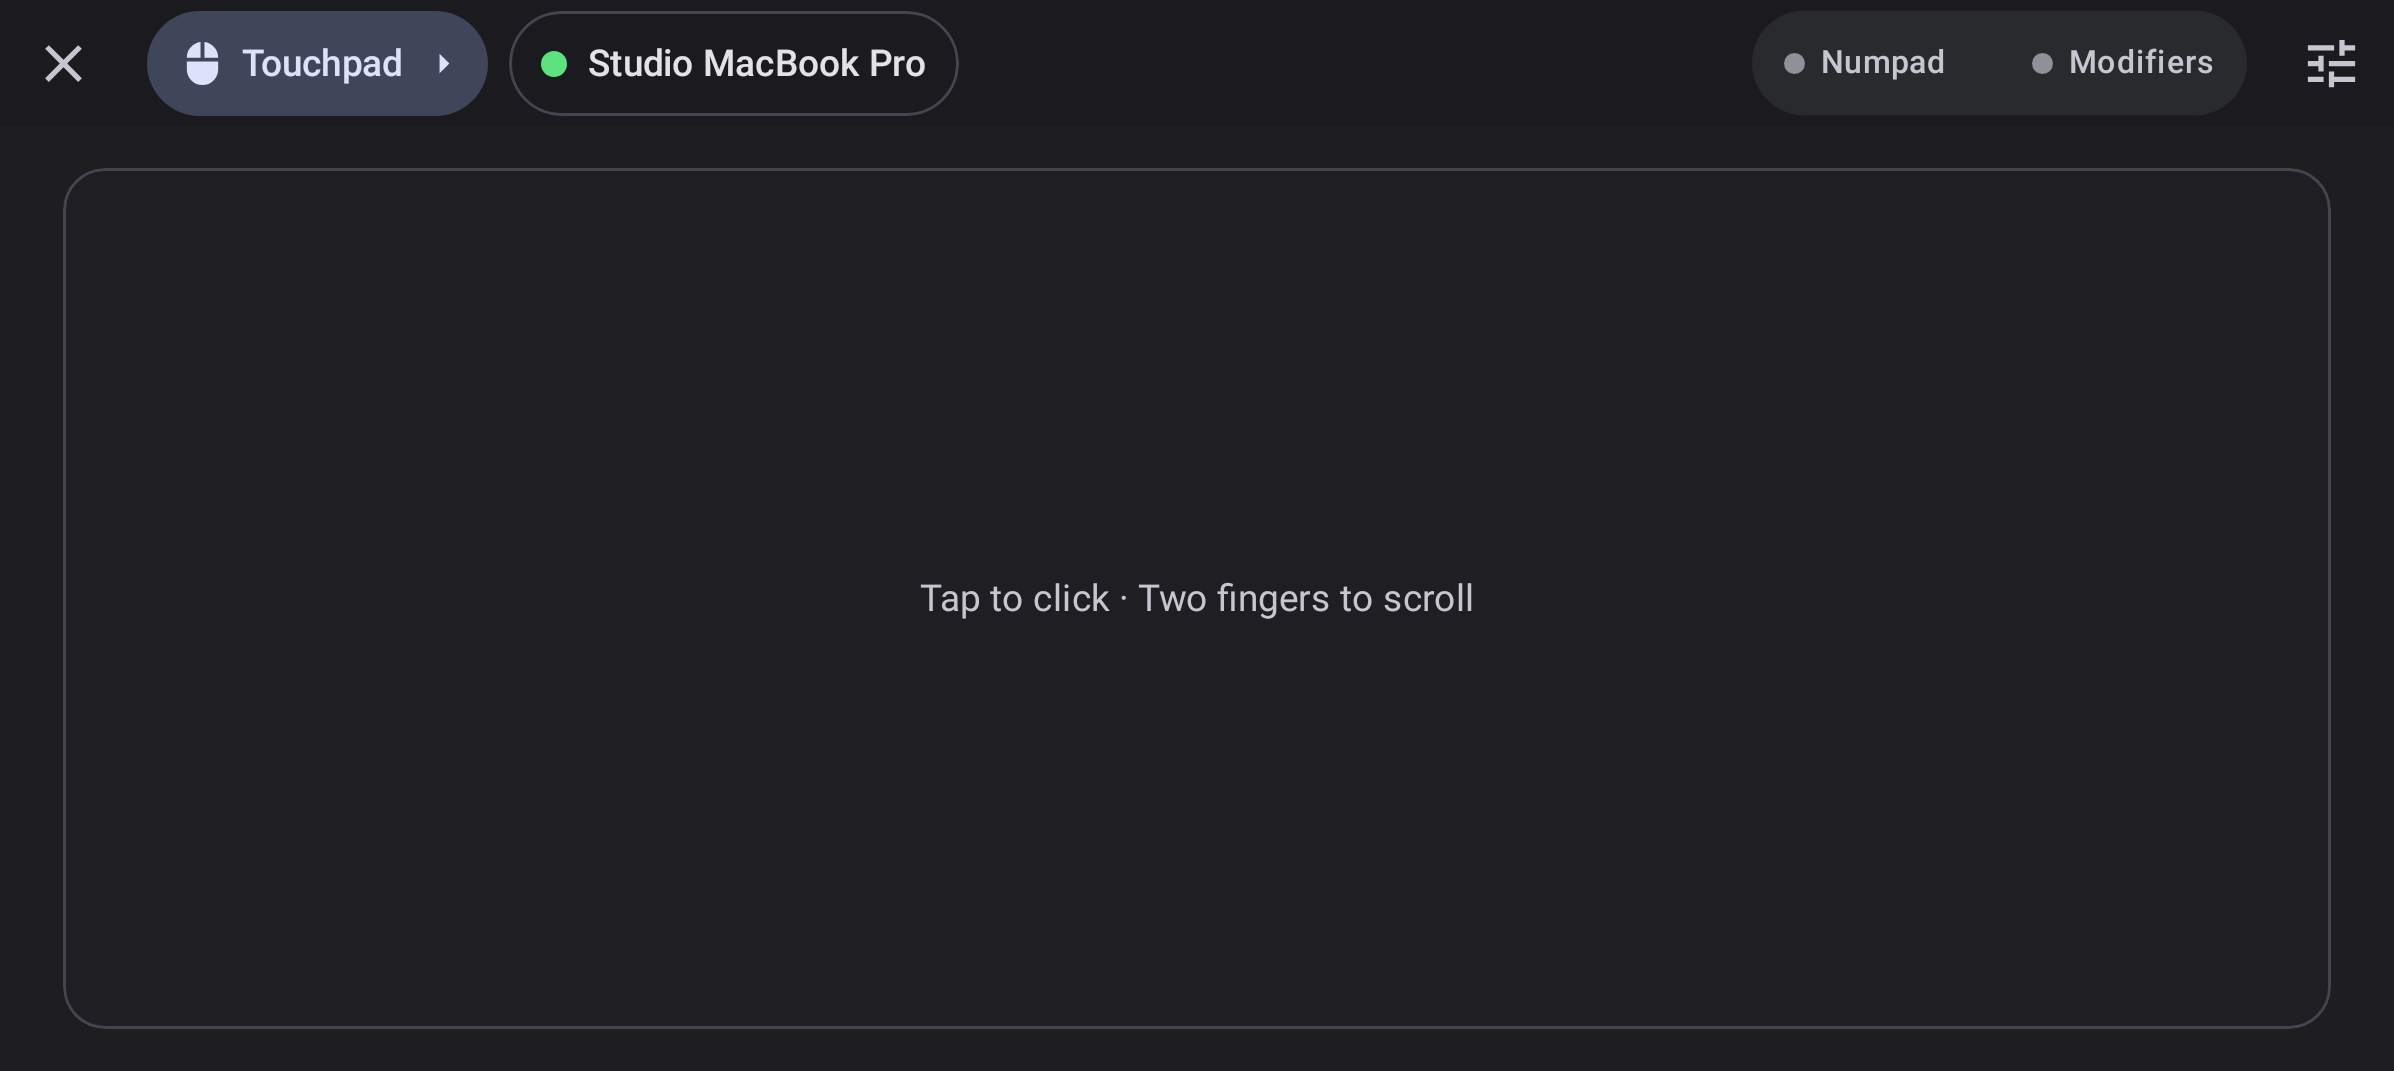 Touchpad
Studio MacBook Pro
Numpad
Modifiers
Tap to click · Two fingers to scroll